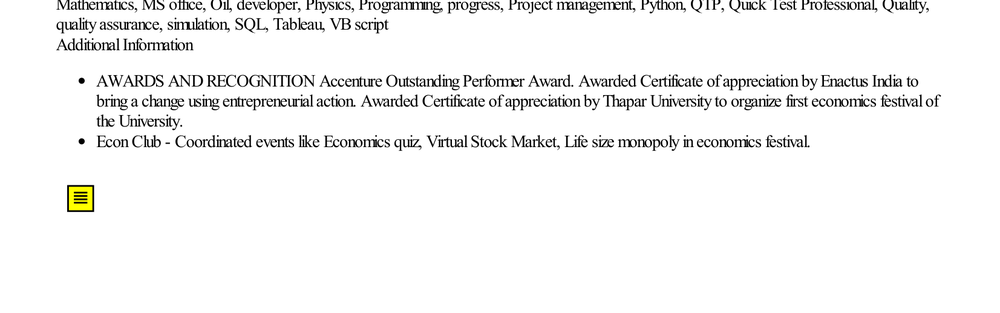 Mathematics, MS office, Oil, developer, Physics, Programming, progress, Project management, Python, QTP, Quick Test Professional, Quality,
quality assurance, simulation, SQL, Tableau, VB script
Additional Information
• AWARDS AND RECOGNITION Accenture Outstanding Performer Award. Awarded Certificate of appreciation by Enactus India to
bring a change using entrepreneurial action. Awarded Certificate of appreciation by Thapar University to organize first economics festival of
the University.
• Econ Club - Coordinated events like Economics quiz, Virtual Stock Market, Life size monopoly in economics festival.